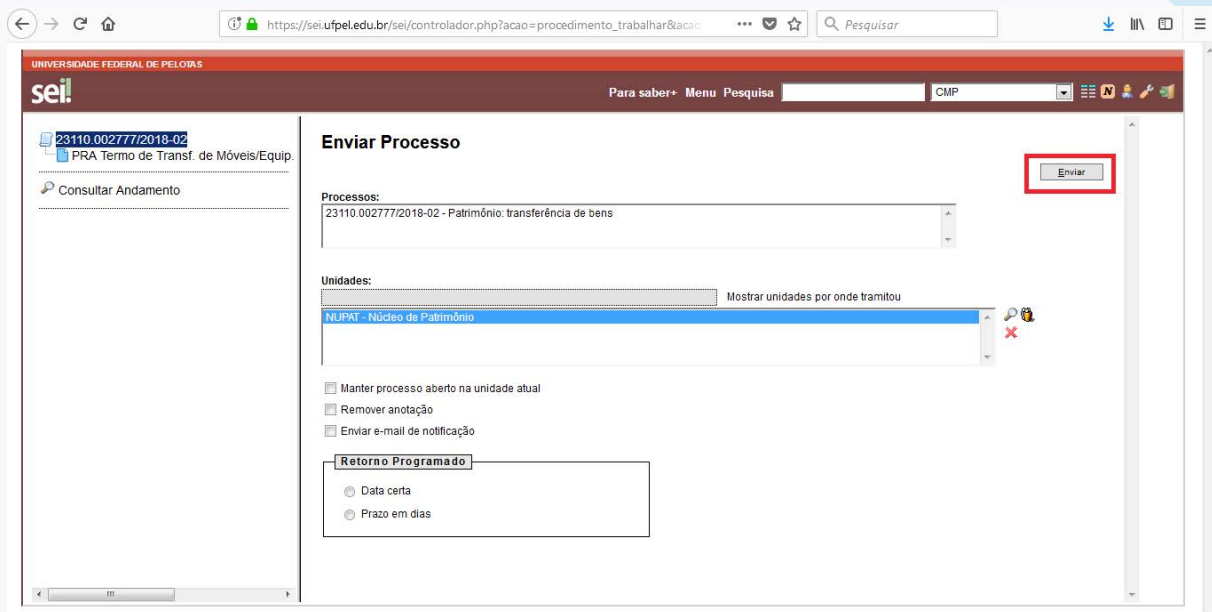 https://sei.ufpel.edu.br/sei/controlador.php?acao=procedimento_trabalhar&acao
Pesquisar
UNIVERSIDADE FEDERAL DE PELOTAS
sei!
Para saber+ Menu Pesquisa
CMP
N
23110.002777/2018-02
PRA Termo de Transf. de Móveis/Equip.
Consultar Andamento
Enviar Processo
Enviar
Processos:
23110.002777/2018-02 - Patrimônio: transferência de bens
Unidades:
Mostrar unidades por onde tramitou
NUPAT - Núcleo de Patrimônio
Manter processo aberto na unidade atual
Remover anotação
Enviar e-mail de notificação
Retorno Programado
Data certa
Prazo em dias